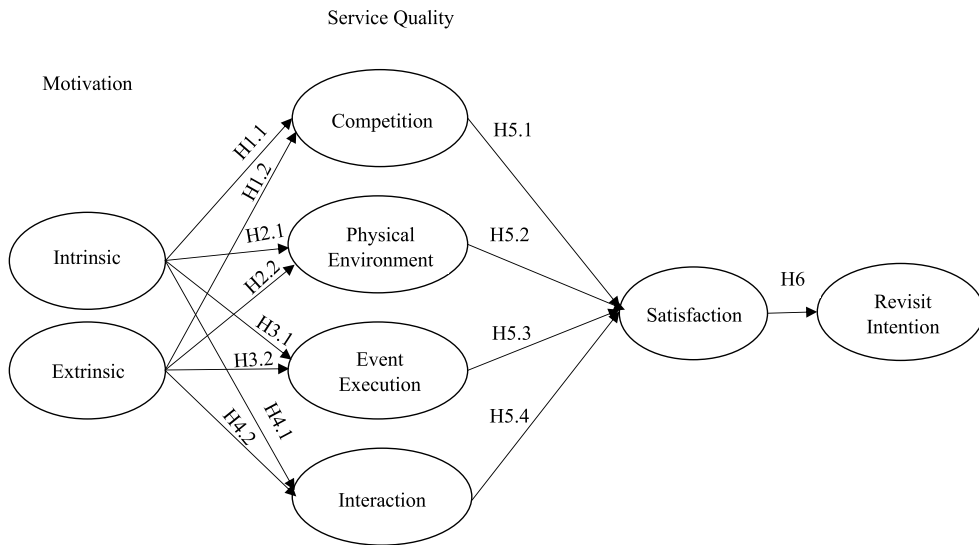 Service Quality
Motivation
Competition
H1.1
H1.2
H5.1
Intrinsic
H2.1
Physical
Environment
H5.2
H2.2
Satisfaction
H6
Revisit
Intention
Extrinsic
H3.1
H3.2
Event
Execution
H5.3
H4.1
H4.2
H5.4
Interaction